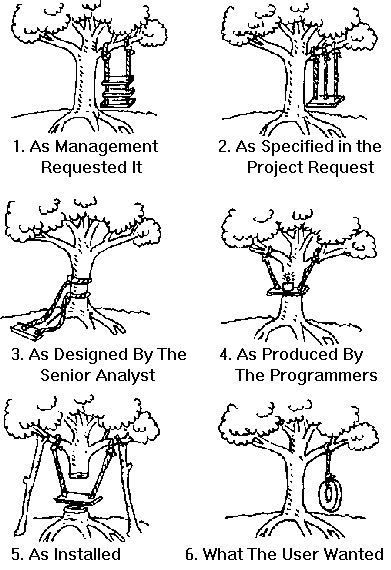 1. As Management
Requested It
2. As Specified in the
Project Request
3. As Designed By The
Senior Analyst
4. As Produced By
The Programmers
5. As Installed
6. What The User Wanted